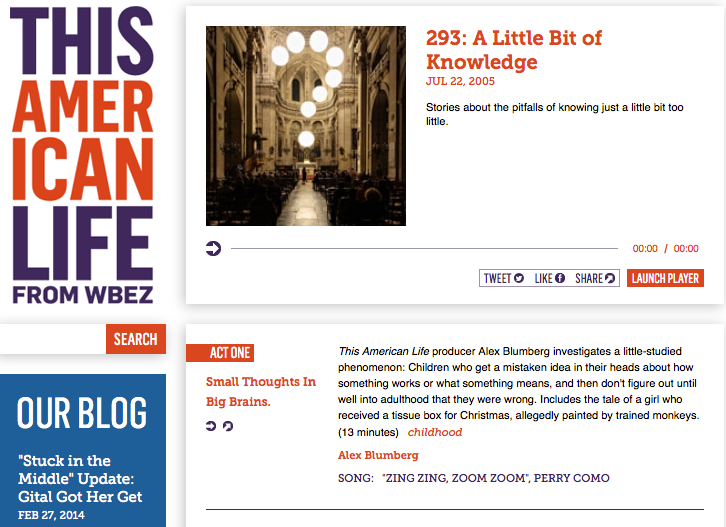 THIS
AMER
ICAN
LIFE
FROM WBEZ
SEARCH
OUR BLOG
"Stuck in the
Middle" Update:
Gital Got Her Get
FEB 27, 2014
293: A Little Bit of
Knowledge
JUL 22, 2005
Stories about the pitfalls of knowing just a little bit too
little.
00:00 / 00:00
TWEET LIKE SHARE LAUNCH PLAYER
ACT ONE
Small Thoughts In
Big Brains.
This American Life producer Alex Blumberg investigates a little-studied
phenomenon: Children who get a mistaken idea in their heads about how
something works or what something means, and then don't figure out until
well into adulthood that they were wrong. Includes the tale of a girl who
received a tissue box for Christmas, allegedly painted by trained monkeys.
(13 minutes) childhood
Alex Blumberg
SONG: "ZING ZING, ZOOM ZOOM", PERRY COMO